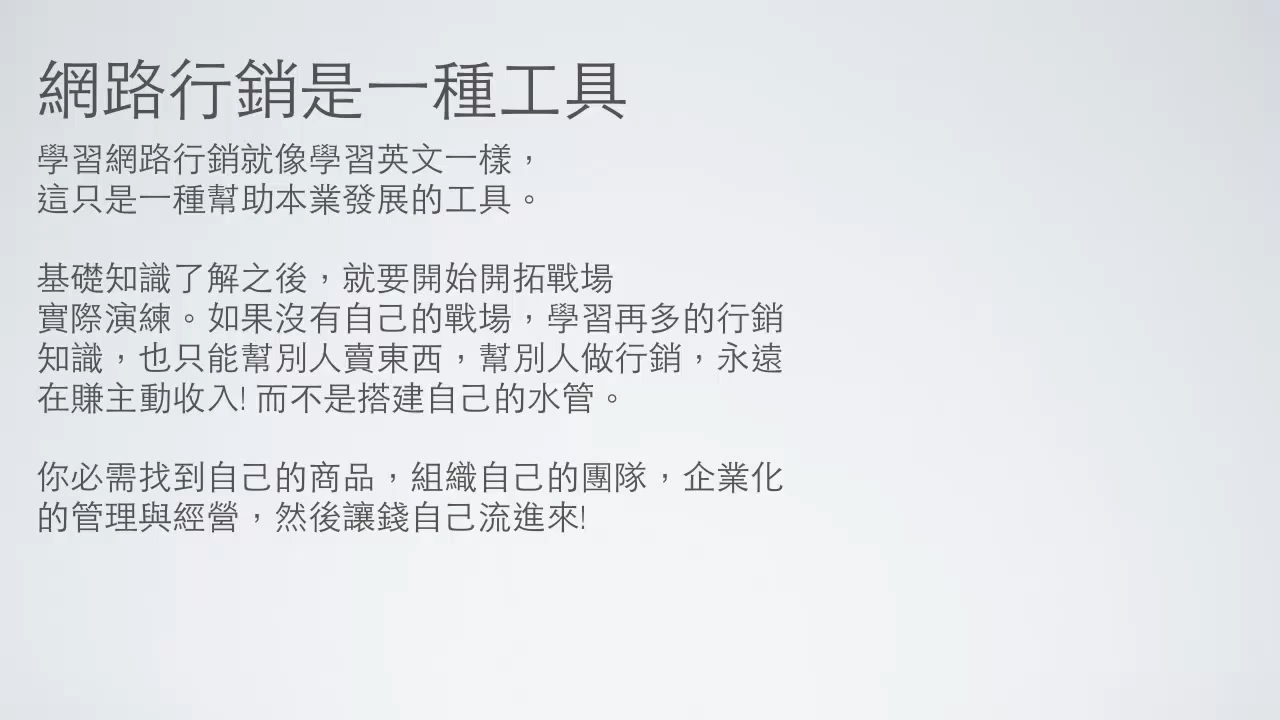 網路行銷是一種工具
學習網路行銷就像學習英文一樣，
這只是一種幫助本業發展的工具。
基礎知識了解之後，就要開始開拓戰場
實際演練。如果沒有自己的戰場，學習再多的行銷
知識，也只能幫別人賣東西，幫別人做行銷，永遠
在賺主動收入! 而不是搭建自己的水管。
你必需找到自己的商品，組織自己的團隊，企業化
的管理與經營，然後讓錢自己流進來!